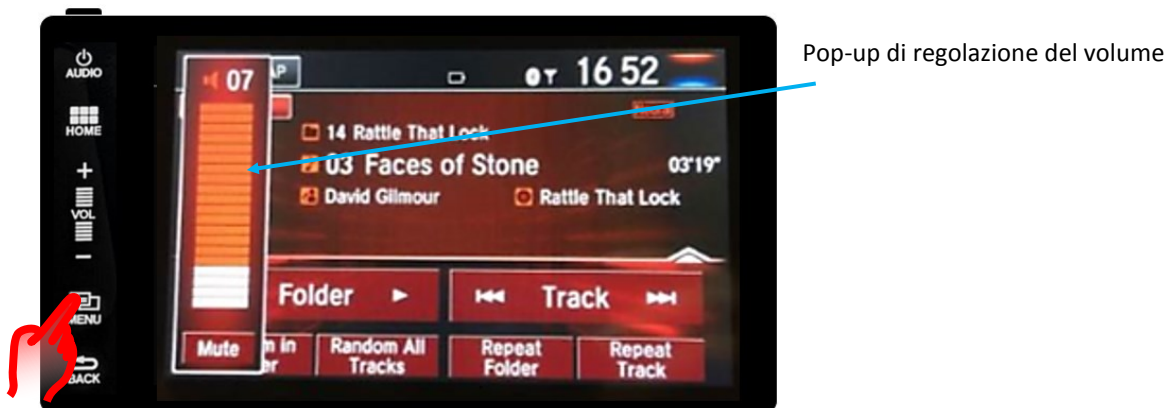 Pop-up di regolazione del volume
AUDIO
HOME
+
VOL
−
MENU
BACK
07
16 52
14 Rattle That Lock
03 Faces of Stone
03'19"
David Gilmour
Rattle That Lock
Folder
Track
Mute
Random All
Tracks
Repeat
Folder
Repeat
Track